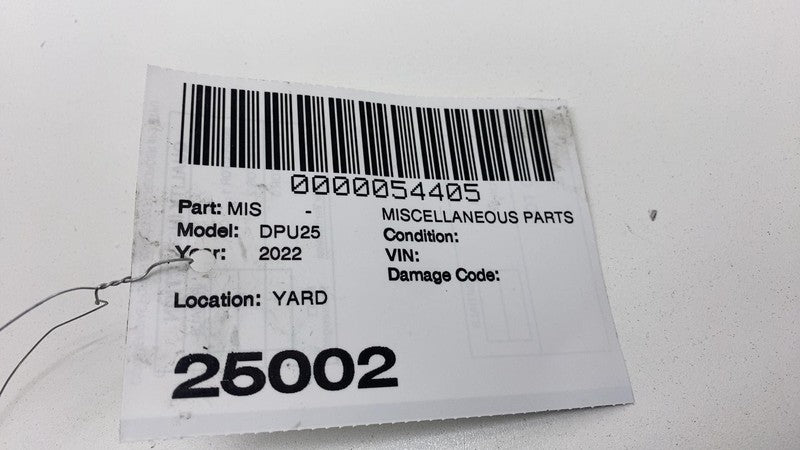 0000054405
Part: MIS - MISCELLANEOUS PARTS
Model: DPU25 Condition:
Year: 2022 VIN:
Damage Code:
Location: YARD
25002